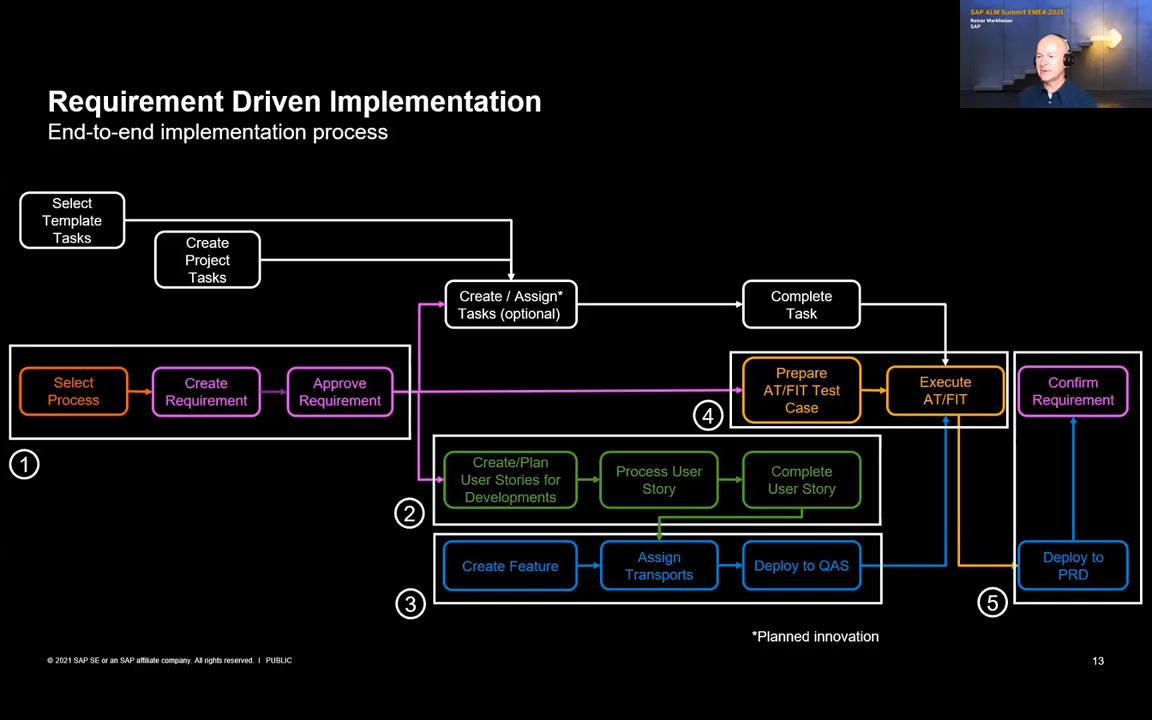 SAP ALM Summit EMEA 2021
Reiner Markheiser
SAP
Requirement Driven Implementation
End-to-end implementation process
Select
Template
Tasks
Create
Project
Tasks
Create / Assign*
Tasks (optional)
Complete
Task
Select
Process
Create
Requirement
Approve
Requirement
Prepare
AT/FIT Test
Case
Execute
AT/FIT
Confirm
Requirement
4
1
Create/Plan
User Stories for
Developments
Process User
Story
Complete
User Story
2
Create Feature
Assign
Transports
Deploy to QAS
Deploy to
PRD
3
5
*Planned innovation
© 2021 SAP SE or an SAP affiliate company. All rights reserved. I PUBLIC
13